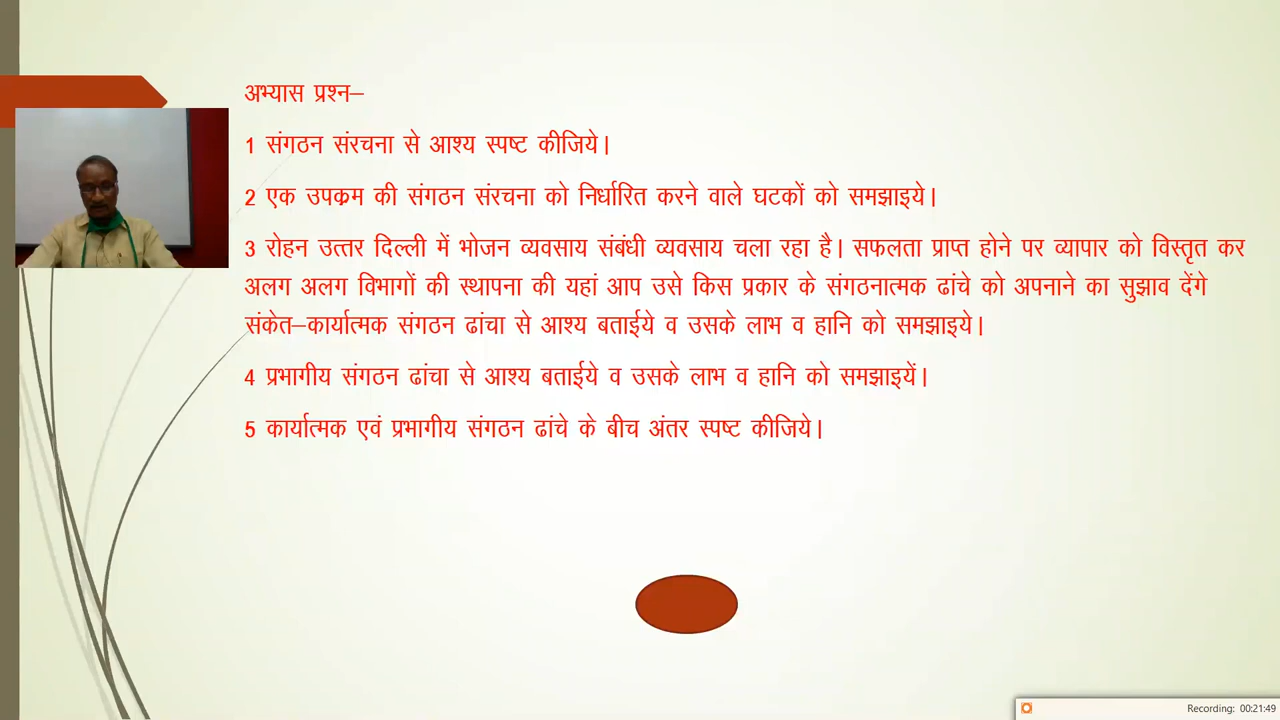 अभ्यास प्रश्न–
1 संगठन संरचना से आश्य स्पष्ट कीजिये।
2 एक उपक्रम की संगठन संरचना को निर्धारित करने वाले घटकों को समझाइये।
3 रोहन उत्तर दिल्ली में भोजन व्यवसाय संबंधी व्यवसाय चला रहा है। सफलता प्राप्त होने पर व्यापार को विस्तृत कर
अलग अलग विभागों की स्थापना की यहां आप उसे किस प्रकार के संगठनात्मक ढांचे को अपनाने का सुझाव देंगे
संकेत–कार्यात्मक संगठन ढांचा से आश्य बताईये व उसके लाभ व हानि को समझाइये।
4 प्रभागीय संगठन ढांचा से आश्य बताईये व उसके लाभ व हानि को समझाइयें।
5 कार्यात्मक एवं प्रभागीय संगठन ढांचे के बीच अंतर स्पष्ट कीजिये।
Recording: 00:21:49